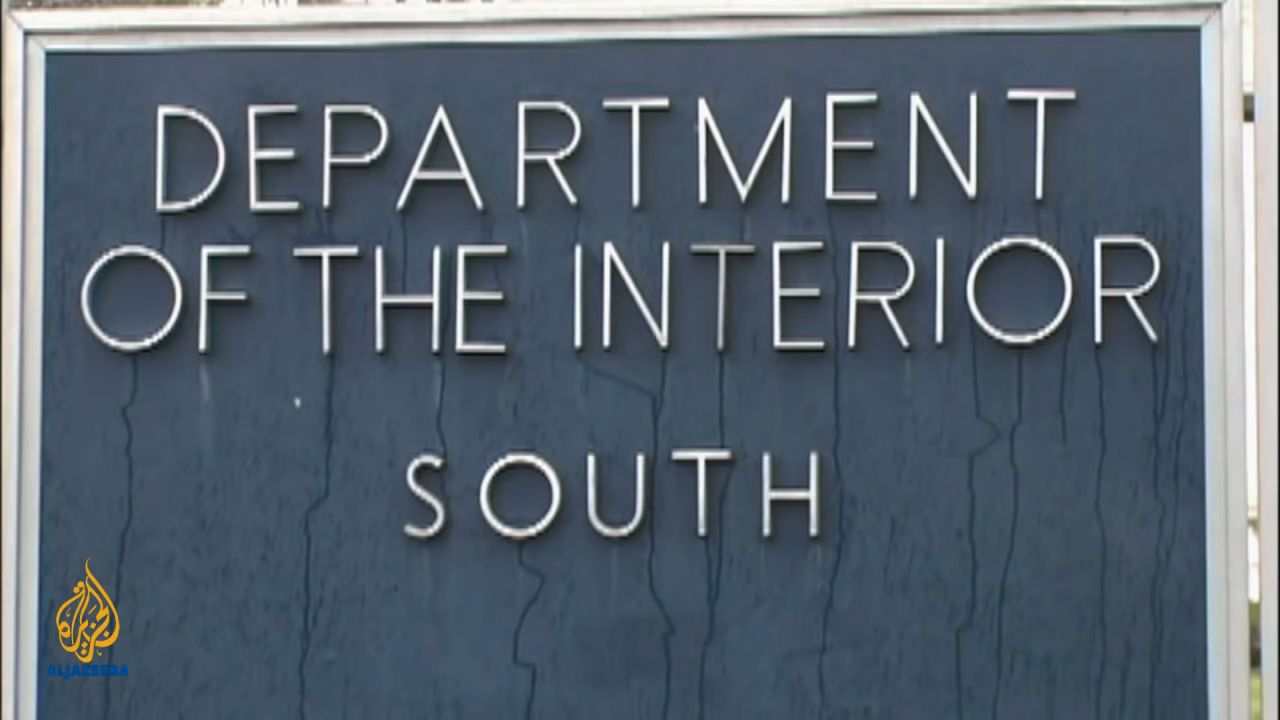 DEPARTMENT
OF THE INTERIOR
SOUTH
الجزيرة
ALJAZEERA